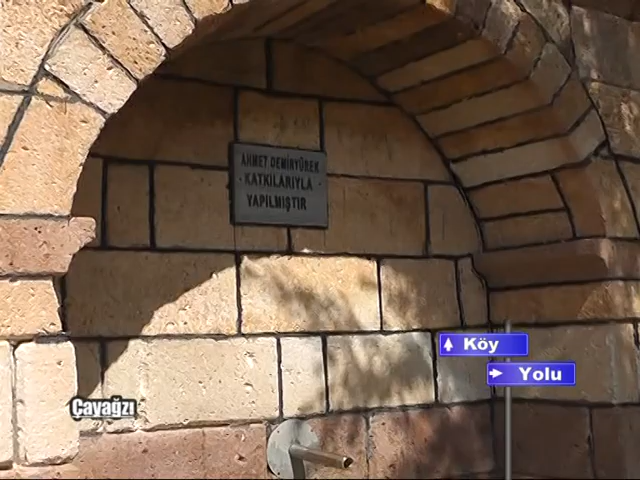 AHMET DEMİRYÜREK
- KATKILARIYLA -
YAPILMIŞTIR
Köy
Yolu
Çayağzı